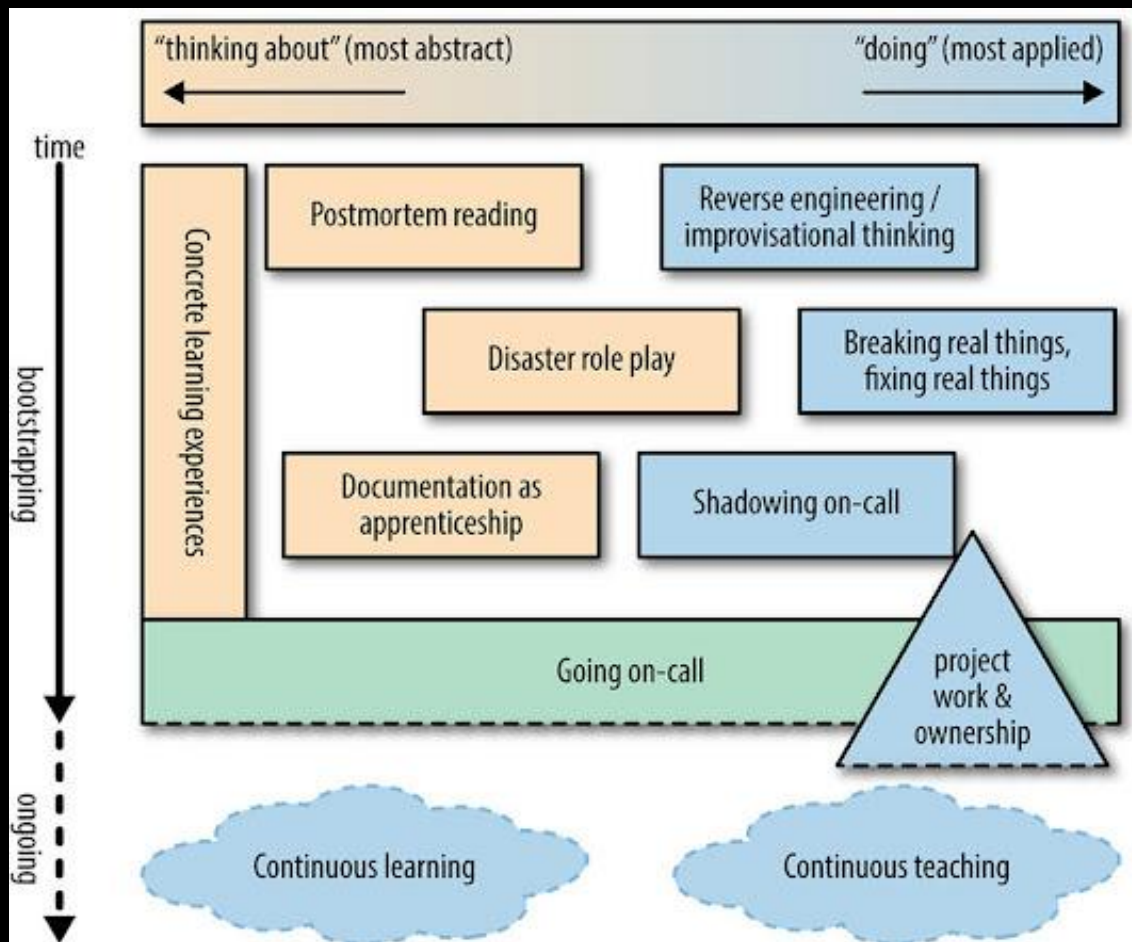 “thinking about” (most abstract)
“doing” (most applied)
time
bootstrapping
ongoing
Concrete learning experiences
Postmortem reading
Reverse engineering /
improvisational thinking
Disaster role play
Breaking real things,
fixing real things
Documentation as
apprenticeship
Shadowing on-call
Going on-call
project
work &
ownership
Continuous learning
Continuous teaching